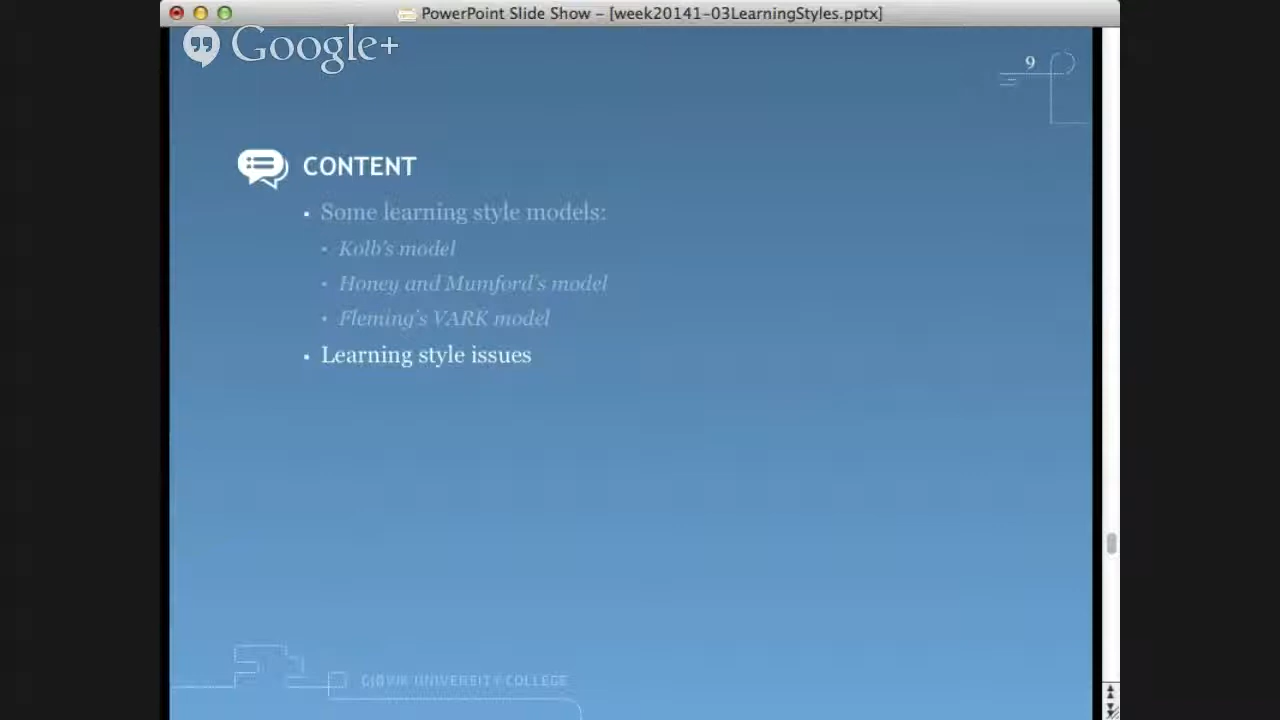 PowerPoint Slide Show – [week20141-03LearningStyles.pptx]
Google+
9
CONTENT
• Some learning style models:
• Kolb's model
• Honey and Mumford's model
• Fleming's VARK model
• Learning style issues
GJØVIK UNIVERSITY COLLEGE